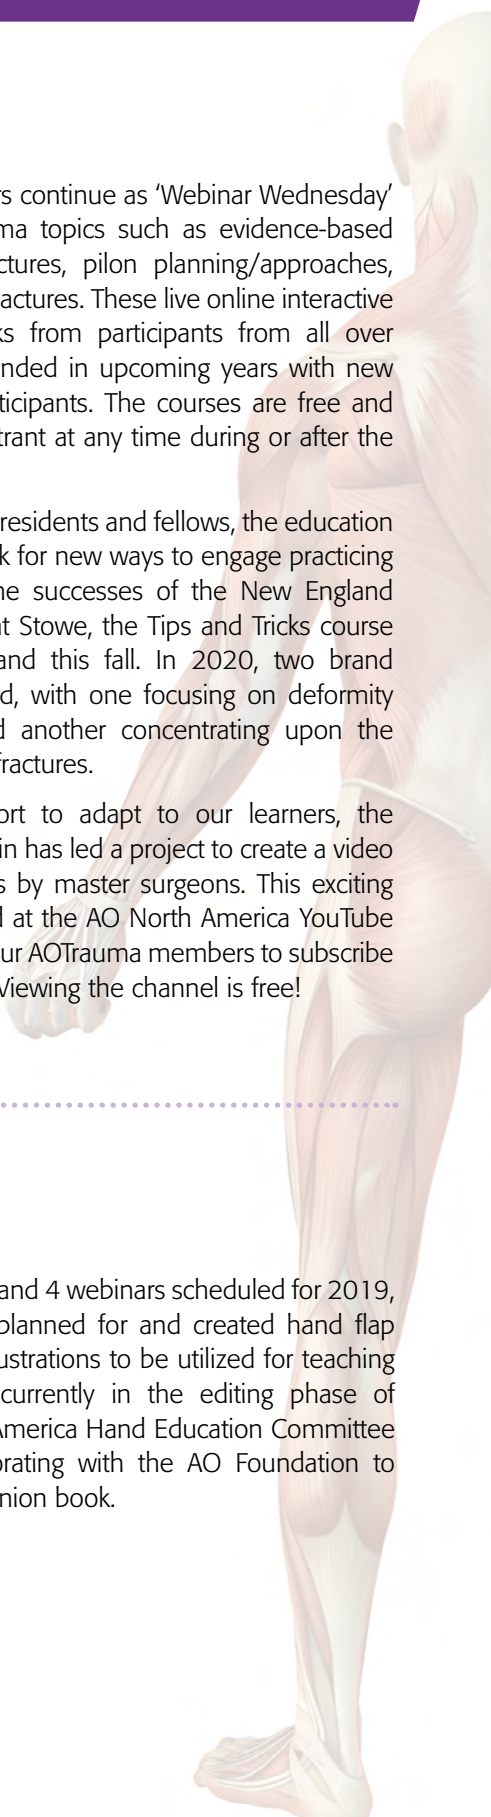 rs continue as ‘Webinar Wednesday’
ma topics such as evidence-based
ctures, pilon planning/approaches,
actures. These live online interactive
ks from participants from all over
nded in upcoming years with new
ticipants. The courses are free and
trant at any time during or after the
residents and fellows, the education
k for new ways to engage practicing
he successes of the New England
at Stowe, the Tips and Tricks course
and this fall. In 2020, two brand
d, with one focusing on deformity
d another concentrating upon the
fractures.
ort to adapt to our learners, the
in has led a project to create a video
s by master surgeons. This exciting
d at the AO North America YouTube
ur AOTrauma members to subscribe
Viewing the channel is free!
and 4 webinars scheduled for 2019,
planned for and created hand flap
ustrations to be utilized for teaching
currently in the editing phase of
America Hand Education Committee
orating with the AO Foundation to
nion book.